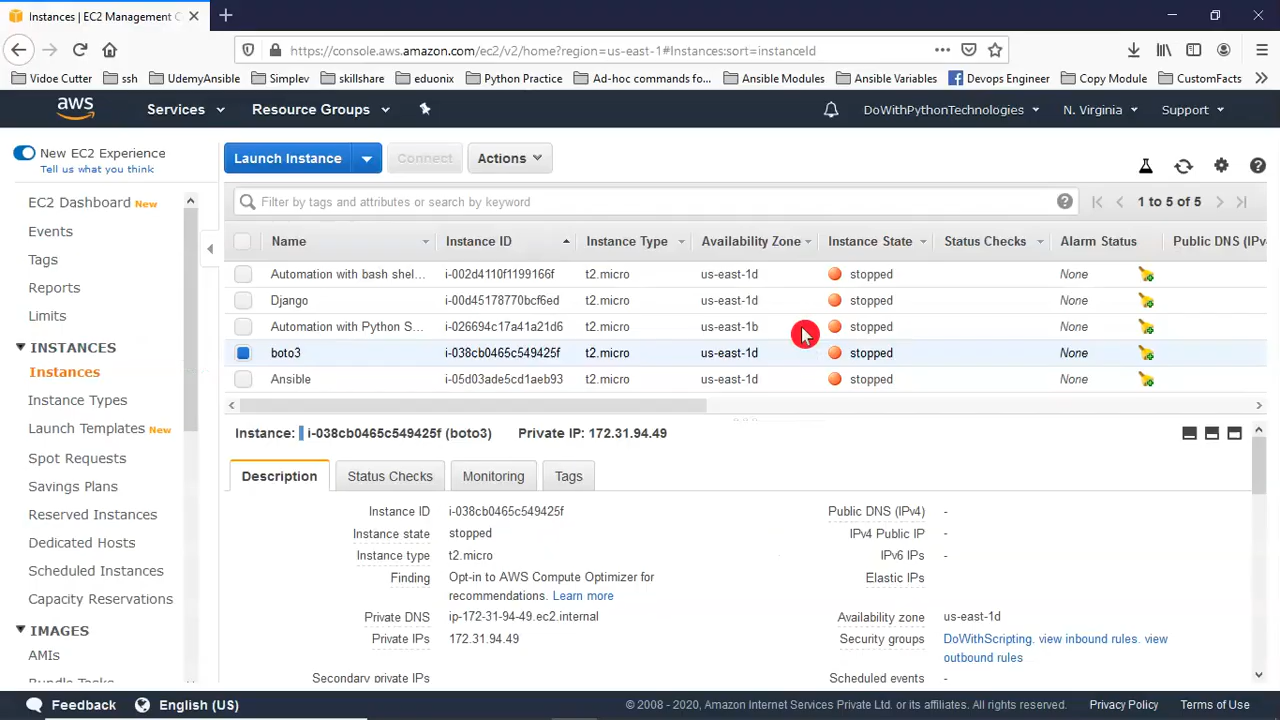 Instances | EC2 Management C
https://console.aws.amazon.com/ec2/v2/home?region=us-east-1#Instances:sort=instanceId
Vidoe Cutter ssh UdemyAnsible Simplev skillshare eduonix Python Practice Ad-hoc commands fo... Ansible Modules Ansible Variables Devops Engineer Copy Module CustomFacts
aws Services Resource Groups DoWithPythonTechnologies N. Virginia Support
New EC2 Experience
Tell us what you think
EC2 Dashboard New
Events
Tags
Reports
Limits
INSTANCES
Instances
Instance Types
Launch Templates New
Spot Requests
Savings Plans
Reserved Instances
Dedicated Hosts
Scheduled Instances
Capacity Reservations
IMAGES
AMIs
Bundle Tasks
Launch Instance Connect Actions
Filter by tags and attributes or search by keyword 1 to 5 of 5
Name Instance ID Instance Type Availability Zone Instance State Status Checks Alarm Status Public DNS (IPv
Automation with bash shel... i-002d4110f1199166f t2.micro us-east-1d stopped None
Django i-00d45178770bcf6ed t2.micro us-east-1d stopped None
Automation with Python S... i-026694c17a41a21d6 t2.micro us-east-1b stopped None
boto3 i-038cb0465c549425f t2.micro us-east-1d stopped None
Ansible i-05d03ade5cd1aeb93 t2.micro us-east-1d stopped None
Instance: i-038cb0465c549425f (boto3) Private IP: 172.31.94.49
Description Status Checks Monitoring Tags
Instance ID i-038cb0465c549425f
Instance state stopped
Instance type t2.micro
Finding Opt-in to AWS Compute Optimizer for
recommendations. Learn more
Private DNS ip-172-31-94-49.ec2.internal
Private IPs 172.31.94.49
Secondary private IPs
Public DNS (IPv4) -
IPv4 Public IP -
IPv6 IPs -
Elastic IPs
Availability zone us-east-1d
Security groups DoWithScripting. view inbound rules. view
outbound rules
Scheduled events -
Feedback English (US) © 2008 - 2020, Amazon Internet Services Private Ltd. or its affiliates. All rights reserved. Privacy Policy Terms of Use